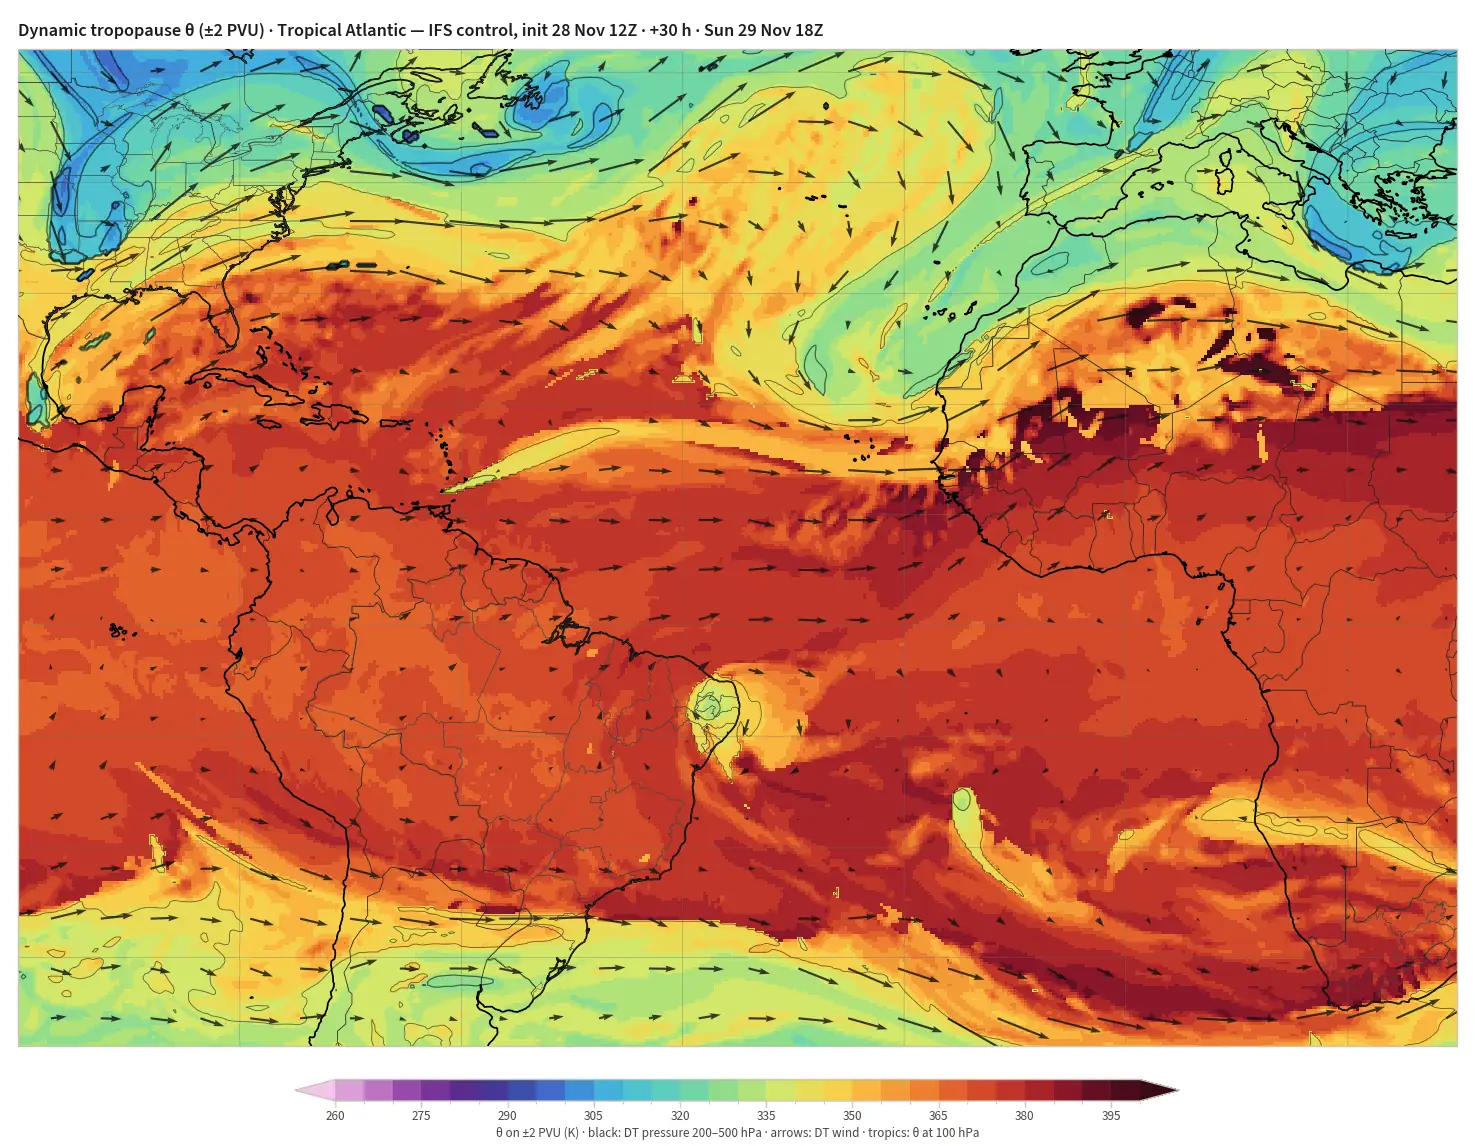 Dynamic tropopause θ (±2 PVU) · Tropical Atlantic — IFS control, init 28 Nov 12Z · +30 h · Sun 29 Nov 18Z
260 275 290 305 320 335 350 365 380 395
θ on ±2 PVU (K) · black: DT pressure 200–500 hPa · arrows: DT wind · tropics: θ at 100 hPa